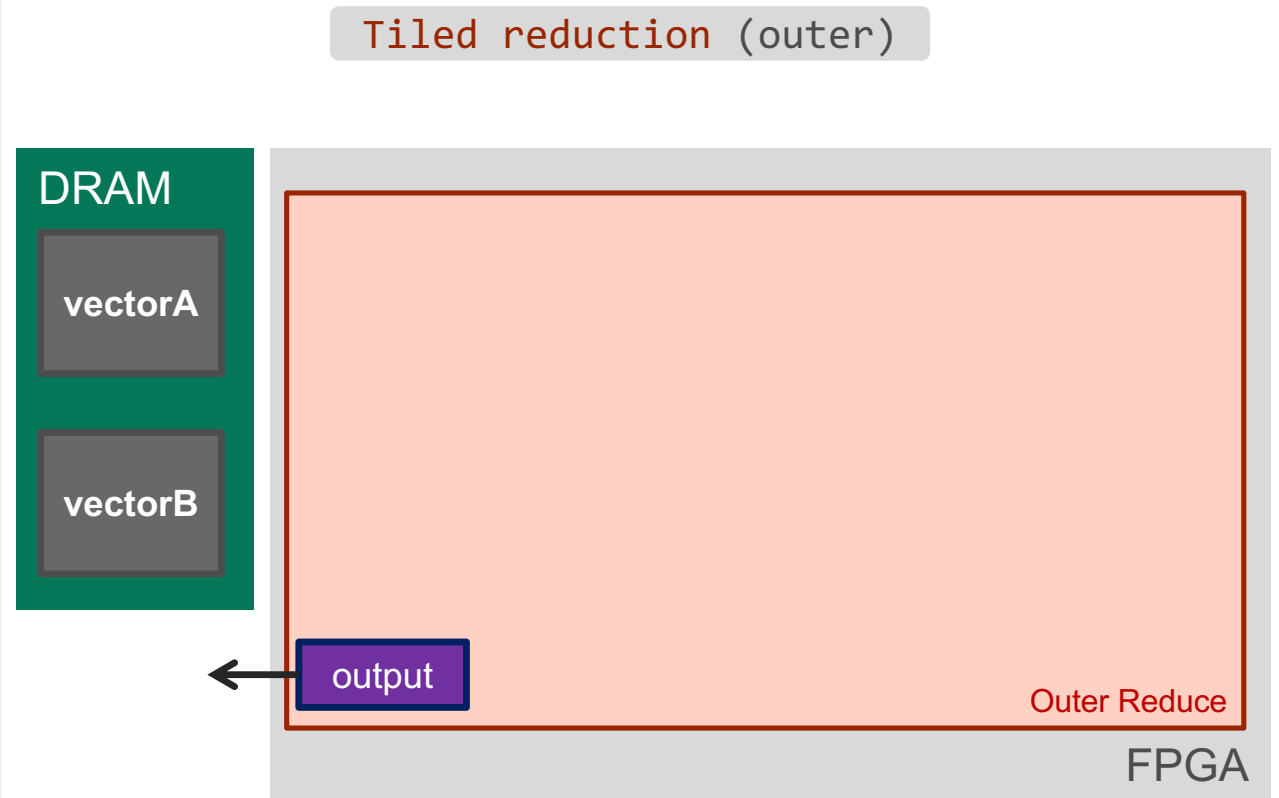 Tiled reduction (outer)
DRAM
vectorA
vectorB
output
Outer Reduce
FPGA